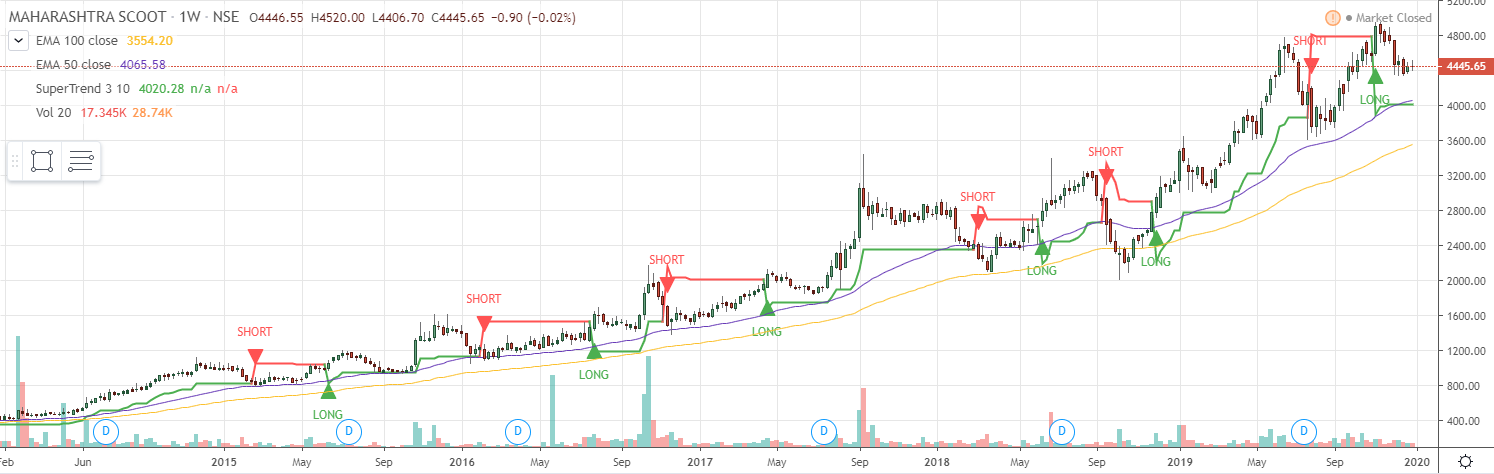 MAHARASHTRA SCOOT · 1W · NSE O4446.55 H4520.00 L4406.70 C4445.65 −0.90 (−0.02%)
EMA 100 close 3554.20
EMA 50 close 4065.58
SuperTrend 3 10 4020.28 n/a n/a
Vol 20 17.345K 28.74K
! Market Closed
5200.00
4800.00
4445.65
4000.00
3600.00
3200.00
2800.00
2400.00
2000.00
1600.00
1200.00
800.00
400.00
SHORT
LONG
SHORT
LONG
SHORT
LONG
SHORT
LONG
SHORT
LONG
SHORT
LONG
D D D D D D
Feb Jun 2015 May Sep 2016 May Sep 2017 May Sep 2018 May Sep 2019 May Sep 2020